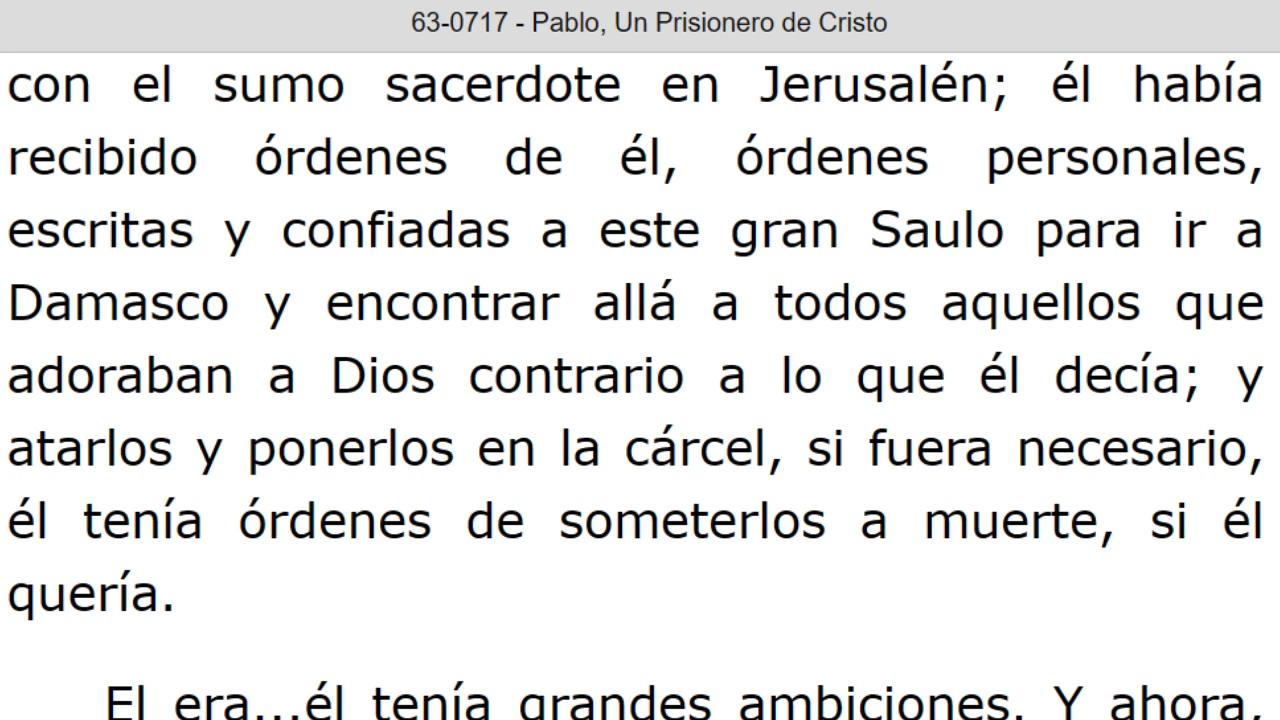 63-0717 - Pablo, Un Prisionero de Cristo
con el sumo sacerdote en Jerusalén; él había
recibido órdenes de él, órdenes personales,
escritas y confiadas a este gran Saulo para ir a
Damasco y encontrar allá a todos aquellos que
adoraban a Dios contrario a lo que él decía; y
atarlos y ponerlos en la cárcel, si fuera necesario,
él tenía órdenes de someterlos a muerte, si él
quería.
El era...él tenía grandes ambiciones. Y ahora,